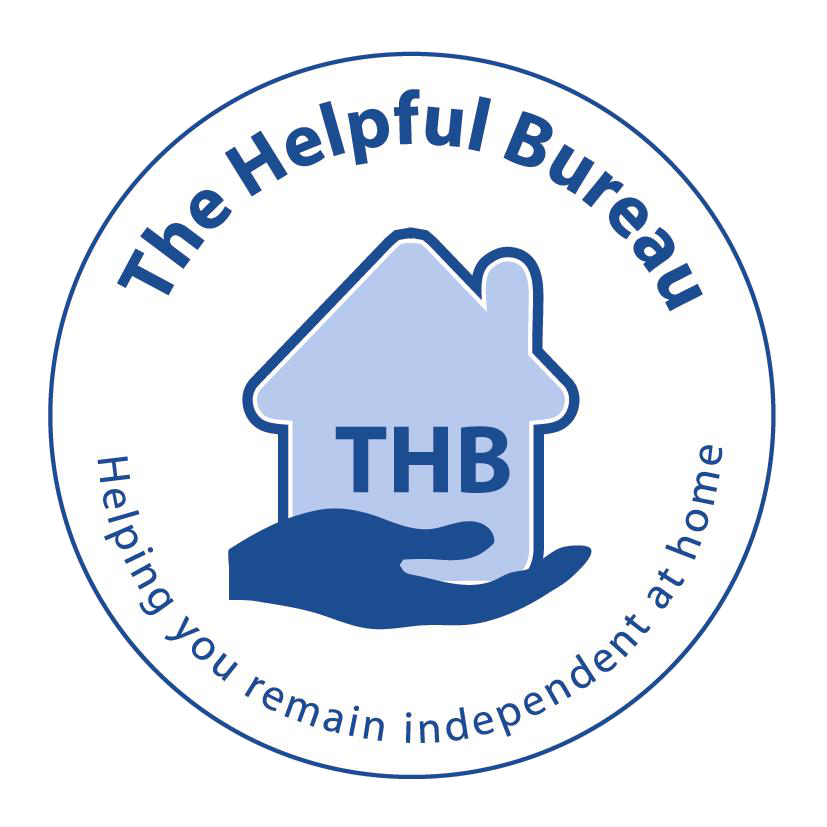 The Helpful Bureau
THB
Helping you remain independent at home